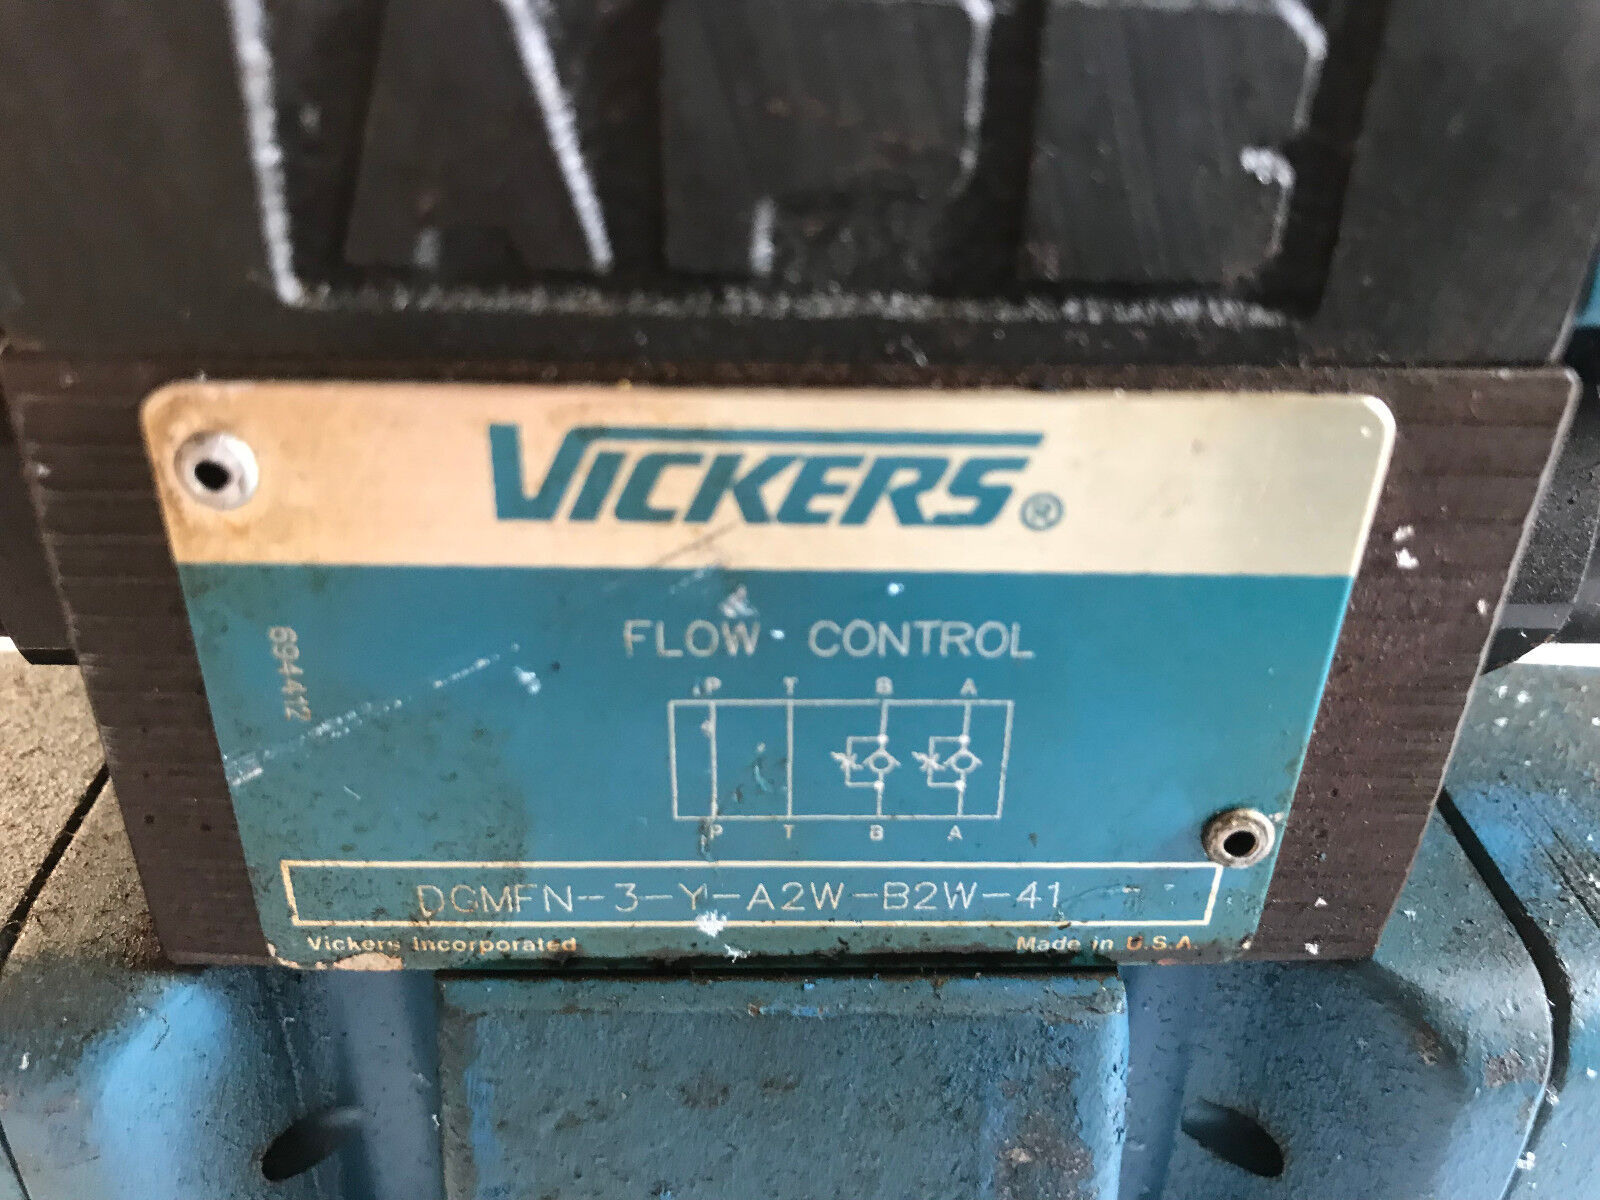 VICKERS®
FLOW CONTROL
694412
P T B A
P T B A
DGMFN-3-Y-A2W-B2W-41
Vickers Incorporated
Made in U.S.A.